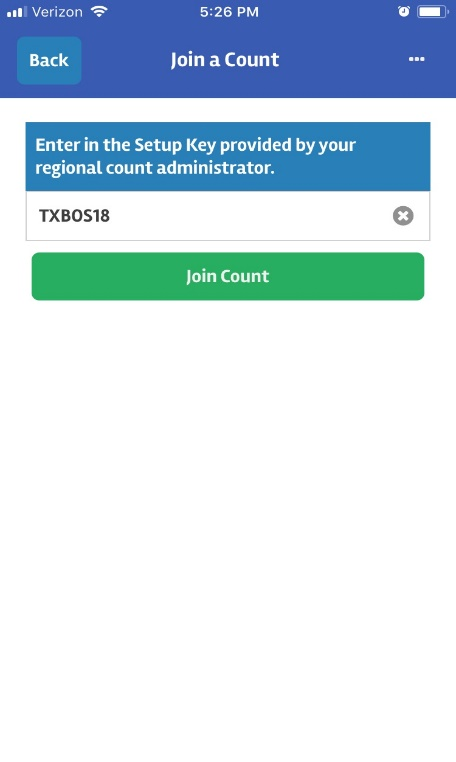 Verizon 5:26 PM
Back Join a Count
Enter in the Setup Key provided by your
regional count administrator.
TXBOS18
Join Count